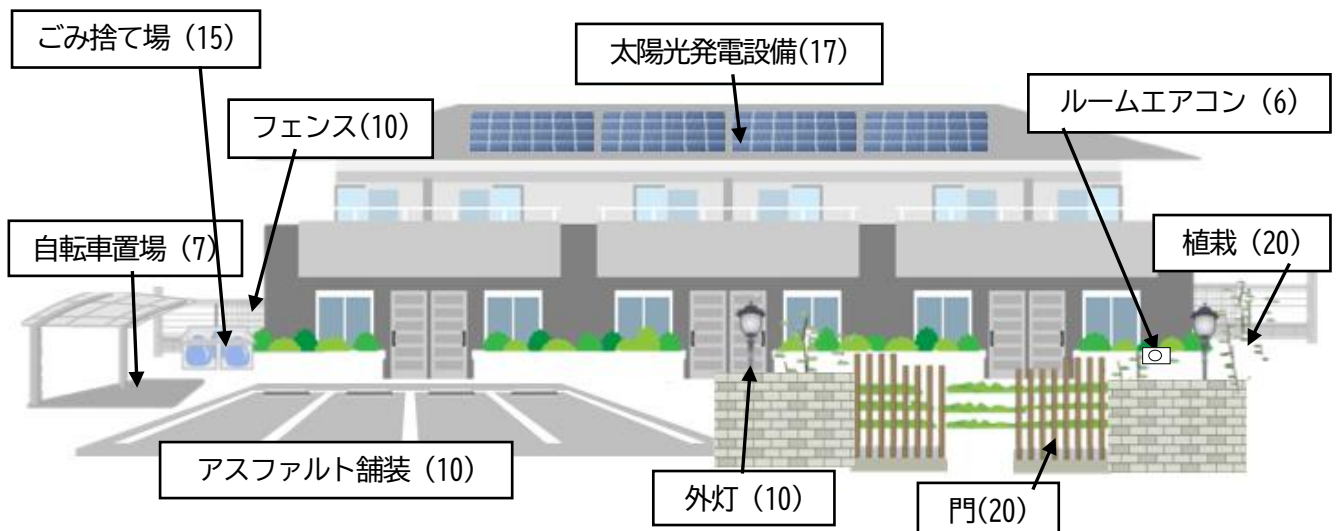 ごみ捨て場（15）
太陽光発電設備(17)
ルームエアコン（6）
フェンス(10)
自転車置場（7）
植栽（20）
アスファルト舗装（10）
外灯（10）
門(20)